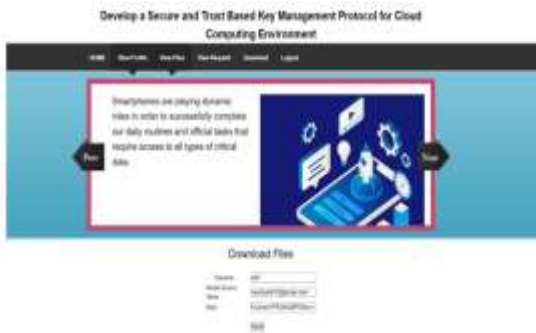 Develop a Secure and Trust Based Key Management Protocol for Cloud
Computing Environment
HOME View Profile View Files View Request Download Logout
Smartphones are playing dynamic
roles in order to successfully complete
our daily routines and official tasks that
require access to all types of critical
data.
Prev
Download Files